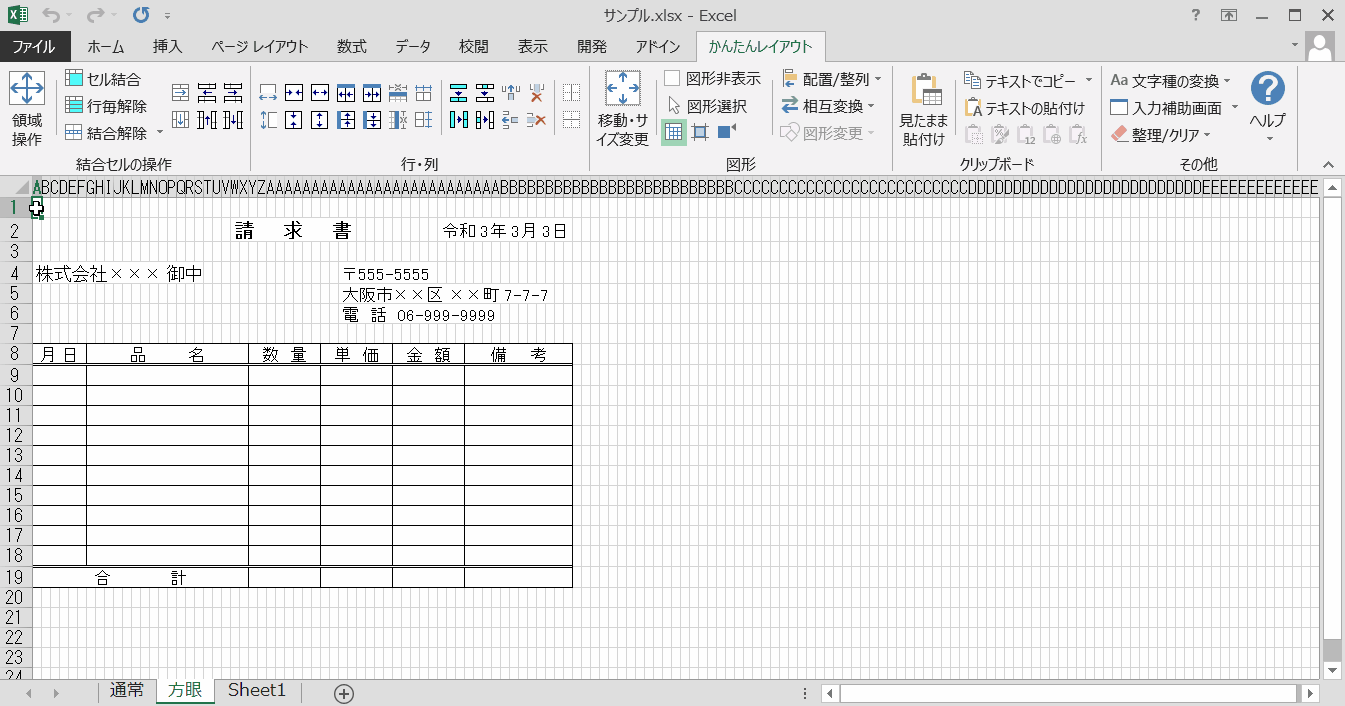 サンプル.xlsx - Excel
?
ファイル ホーム 挿入 ページ レイアウト 数式 データ 校閲 表示 開発 アドイン かんたんレイアウト
領域操作
セル結合
行毎解除
結合解除
結合セルの操作
行・列
移動・サイズ変更
図形非表示
図形選択
配置/整列
相互変換
図形変更
図形
見たまま貼付け
テキストでコピー
テキストの貼付け
クリップボード
Aa 文字種の変換
入力補助画面
整理/クリア
その他
ヘルプ
ABCDEFGHIJKLMNOPQRSTUVWXYZ
1
2 請 求 書 令和3年3月3日
3
4 株式会社××× 御中 〒555-5555
5 大阪市××区 ××町 7-7-7
6 電 話 06-999-9999
7
8 月 日 品 名 数 量 単 価 金 額 備 考
9
10
11
12
13
14
15
16
17
18
19 合 計
20
21
22
23
24
通常 方眼 Sheet1